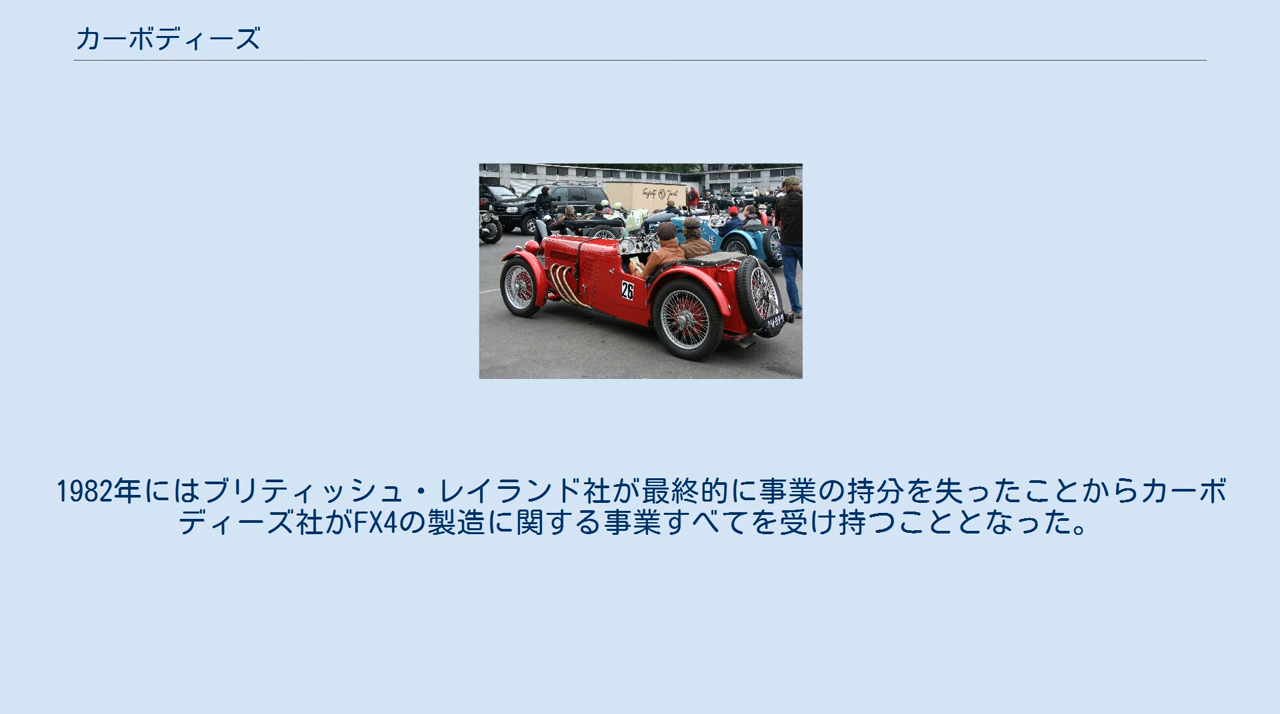 カーボディーズ
26
1982年にはブリティッシュ・レイランド社が最終的に事業の持分を失ったことからカーボ
ディーズ社がFX4の製造に関する事業すべてを受け持つこととなった。